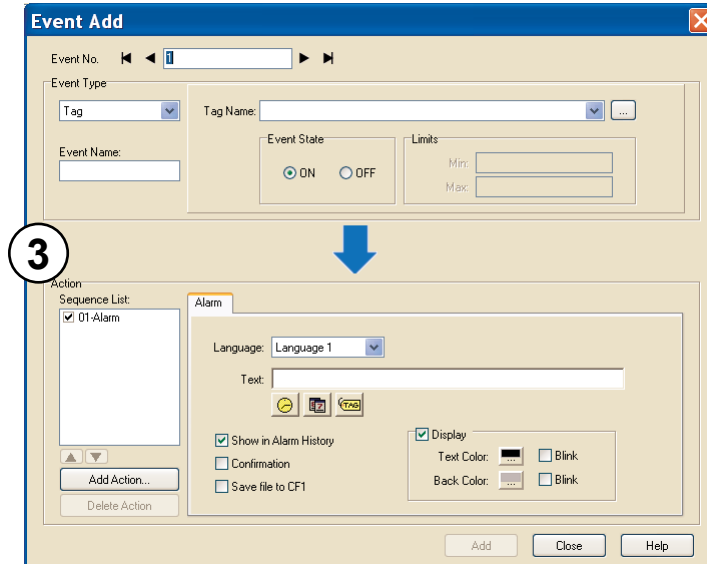 Event Add
Event No. 1
Event Type
Tag
Tag Name: ...
Event Name:
Event State
ON OFF
Limits
Min:
Max:
3
Action
Sequence List:
01-Alarm
Alarm
Language: Language 1
Text:
TAG
Show in Alarm History
Confirmation
Save file to CF1
Display
Text Color: ... Blink
Back Color: ... Blink
Add Action...
Delete Action
Add Close Help